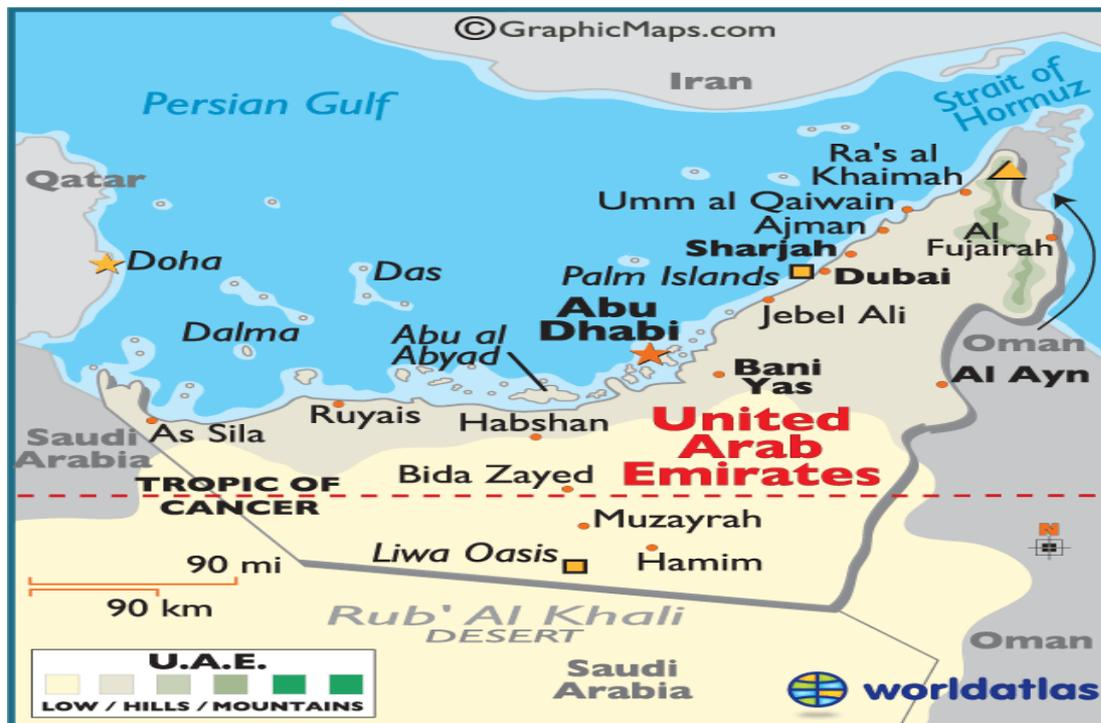 ©GraphicMaps.com
Iran
Strait of
Hormuz
Persian Gulf
Ra's al
Khaimah
Qatar
Umm al Qaiwain
Ajman
Al
Fujairah
Sharjah
Doha
Das
Palm Islands
Dubai
Abu
Dhabi
Jebel Ali
Dalma
Abu al
Abyad
Oman
Bani
Yas
Al Ayn
Ruyais
Habshan
United
Arab
Emirates
As Sila
Saudi
Arabia
Bida Zayed
TROPIC OF
CANCER
Muzayrah
N
Liwa Oasis
Hamim
90 mi
90 km
Rub' Al Khali
DESERT
Oman
U.A.E.
LOW / HILLS / MOUNTAINS
Saudi
Arabia
worldatlas